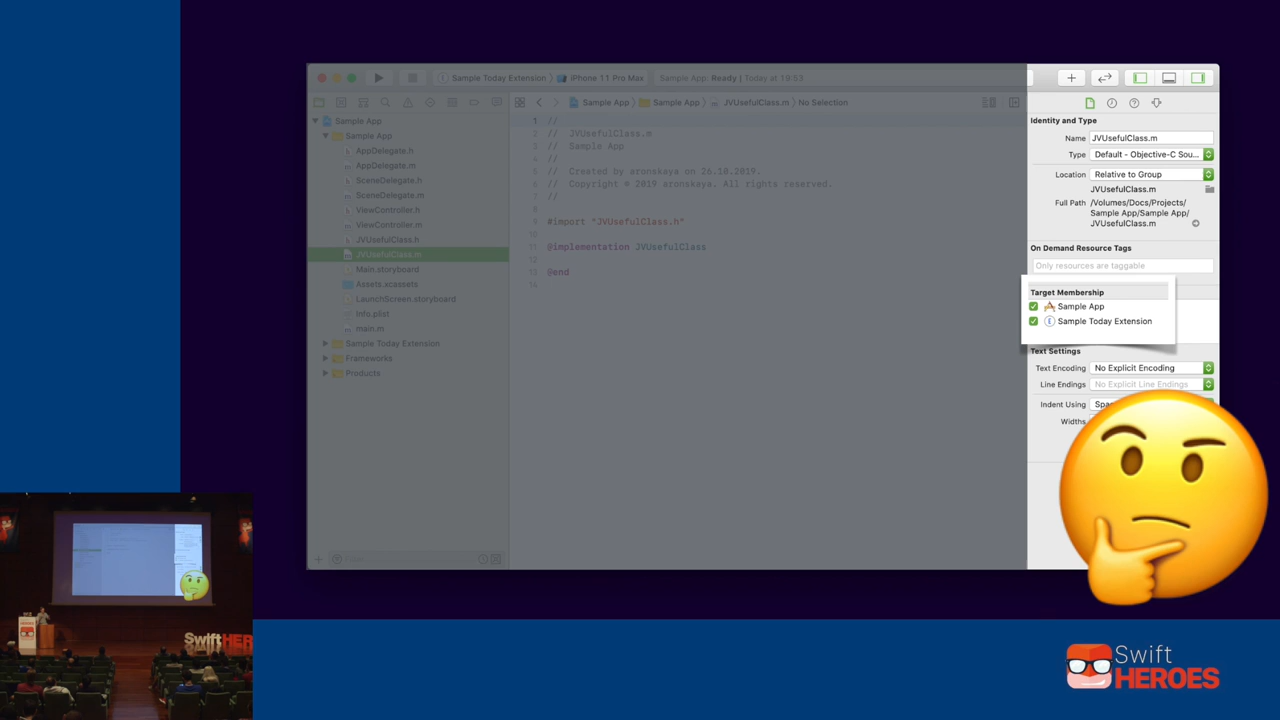 Sample Today Extension
iPhone 11 Pro Max
Sample App: Ready | Today at 19:53
Sample App
Sample App
JVUsefulClass.m
No Selection
Sample App
Sample App
AppDelegate.h
AppDelegate.m
SceneDelegate.h
SceneDelegate.m
ViewController.h
ViewController.m
JVUsefulClass.h
JVUsefulClass.m
Main.storyboard
Assets.xcassets
LaunchScreen.storyboard
Info.plist
main.m
Sample Today Extension
Frameworks
Products
1 //
2 // JVUsefulClass.m
3 // Sample App
4 //
5 // Created by aronskaya on 26.10.2019.
6 // Copyright © 2019 aronskaya. All rights reserved.
7 //
8
9 #import "JVUsefulClass.h"
10
11 @implementation JVUsefulClass
12
13 @end
14
Identity and Type
Name JVUsefulClass.m
Type Default - Objective-C Sou...
Location Relative to Group
JVUsefulClass.m
Full Path /Volumes/Docs/Projects/
Sample App/Sample App/
JVUsefulClass.m
On Demand Resource Tags
Only resources are taggable
Target Membership
Sample App
Sample Today Extension
Text Settings
Text Encoding No Explicit Encoding
Line Endings No Explicit Line Endings
Indent Using
Widths
Swift HEROES
Swift
HEROES